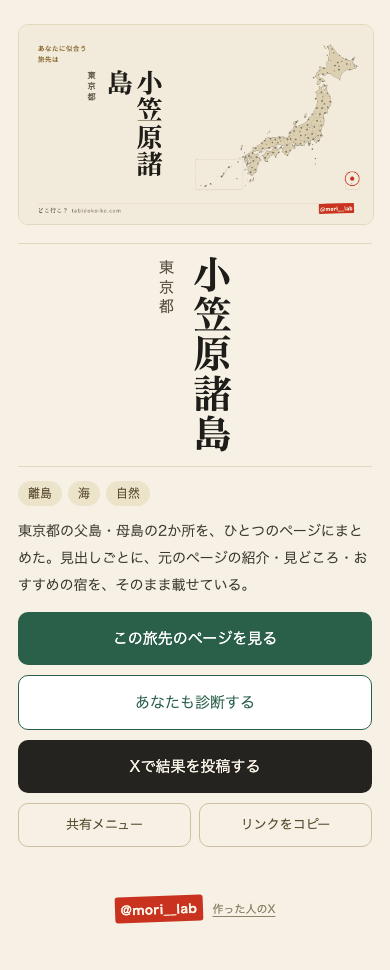 あなたに似合う
旅先は
小笠原諸
島
東京都
どこ行こ？ tabidokoiko.com
@mori__lab
小笠原諸島
東京都
離島
海
自然
東京都の父島・母島の2か所を、ひとつのページにまと
めた。見出しごとに、元のページの紹介・見どころ・お
すすめの宿を、そのまま載せている。
この旅先のページを見る
あなたも診断する
Xで結果を投稿する
共有メニュー
リンクをコピー
@mori__lab
作った人のX